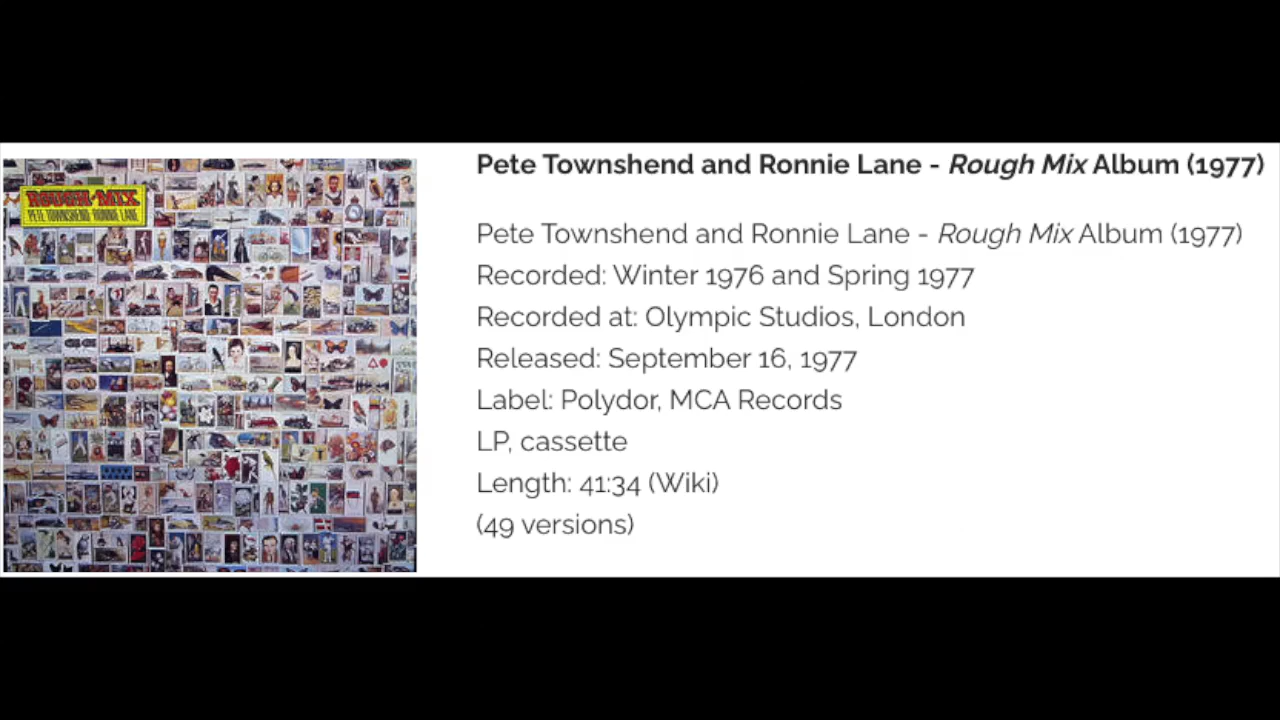 ROUGH MIX
PETE TOWNSHEND RONNIE LANE
Pete Townshend and Ronnie Lane - Rough Mix Album (1977)
Pete Townshend and Ronnie Lane - Rough Mix Album (1977)
Recorded: Winter 1976 and Spring 1977
Recorded at: Olympic Studios, London
Released: September 16, 1977
Label: Polydor, MCA Records
LP, cassette
Length: 41:34 (Wiki)
(49 versions)